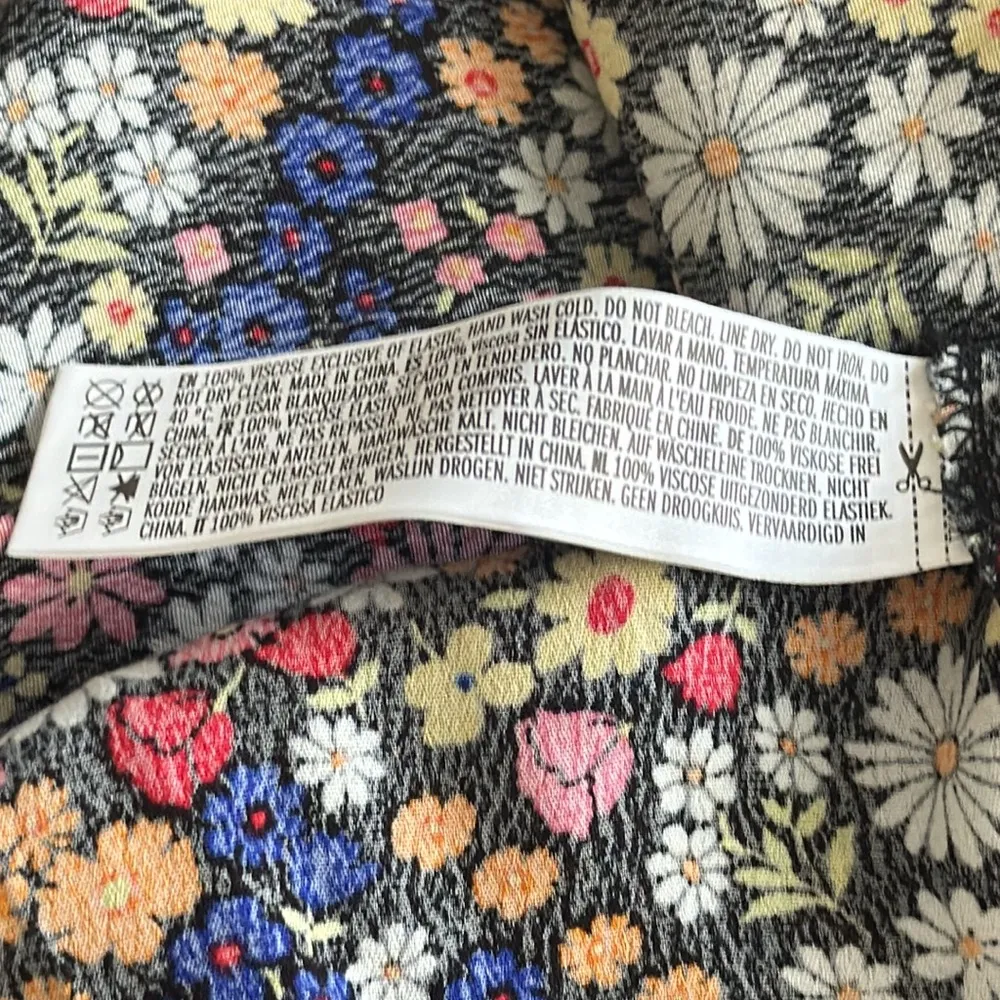 EN 100% VISCOSE EXCLUSIVE OF ELASTIC. HAND WASH COLD. DO NOT BLEACH. LINE DRY. DO NOT IRON. DO
NOT DRY CLEAN. MADE IN CHINA. ES 100% VISCOSE SIN ELÁSTICO. LAVAR A MANO. TEMPERATURA MÁXIMA
40 °C. NO USAR BLANQUEADOR. SECADO EN TENDEDERO. NO PLANCHAR. NO LIMPIEZA EN SECO. HECHO EN
CHINA. FR 100% VISCOSE ÉLASTIQUE NON COMPRIS. LAVER À LA MAIN À L'EAU FROIDE. NE PAS BLANCHIR.
SECHER À L'AIR. NE PAS REPASSER. NE PAS NETTOYER À SEC. FABRIQUÉ EN CHINE. DE 100% VISKOSE FREI
VON ELASTISCHEN ANTEILEN HANDWÄSCHE KALT. NICHT BLEICHEN. AUF WÄSCHELEINE TROCKNEN. NICHT
BÜGELN. NICHT CHEMISCH REINIGEN. HERGESTELLT IN CHINA. NL 100% VISCOSE UITGEZONDERD ELASTIEK.
KOUDE HANDWAS. NIET BLEKEN. WASLIJN DROGEN. NIET STRIJKEN. GEEN DROOGKUIS. VERVAARDIGD IN
CHINA. IT 100% VISCOSA ELASTICO